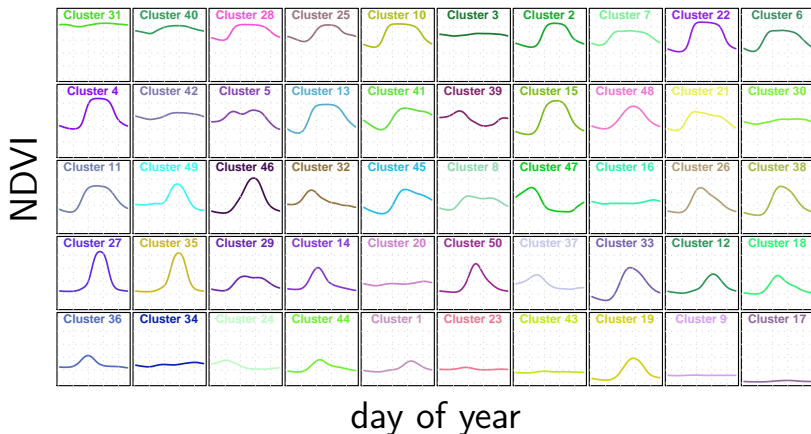 Cluster 31 Cluster 40 Cluster 28 Cluster 25 Cluster 10 Cluster 3 Cluster 2 Cluster 7 Cluster 22 Cluster 6
Cluster 4 Cluster 42 Cluster 5 Cluster 13 Cluster 41 Cluster 39 Cluster 15 Cluster 48 Cluster 21 Cluster 30
NDVI
Cluster 11 Cluster 49 Cluster 46 Cluster 32 Cluster 45 Cluster 8 Cluster 47 Cluster 16 Cluster 26 Cluster 38
Cluster 27 Cluster 35 Cluster 29 Cluster 14 Cluster 20 Cluster 50 Cluster 37 Cluster 33 Cluster 12 Cluster 18
Cluster 36 Cluster 34 Cluster 24 Cluster 44 Cluster 1 Cluster 23 Cluster 43 Cluster 19 Cluster 9 Cluster 17
day of year